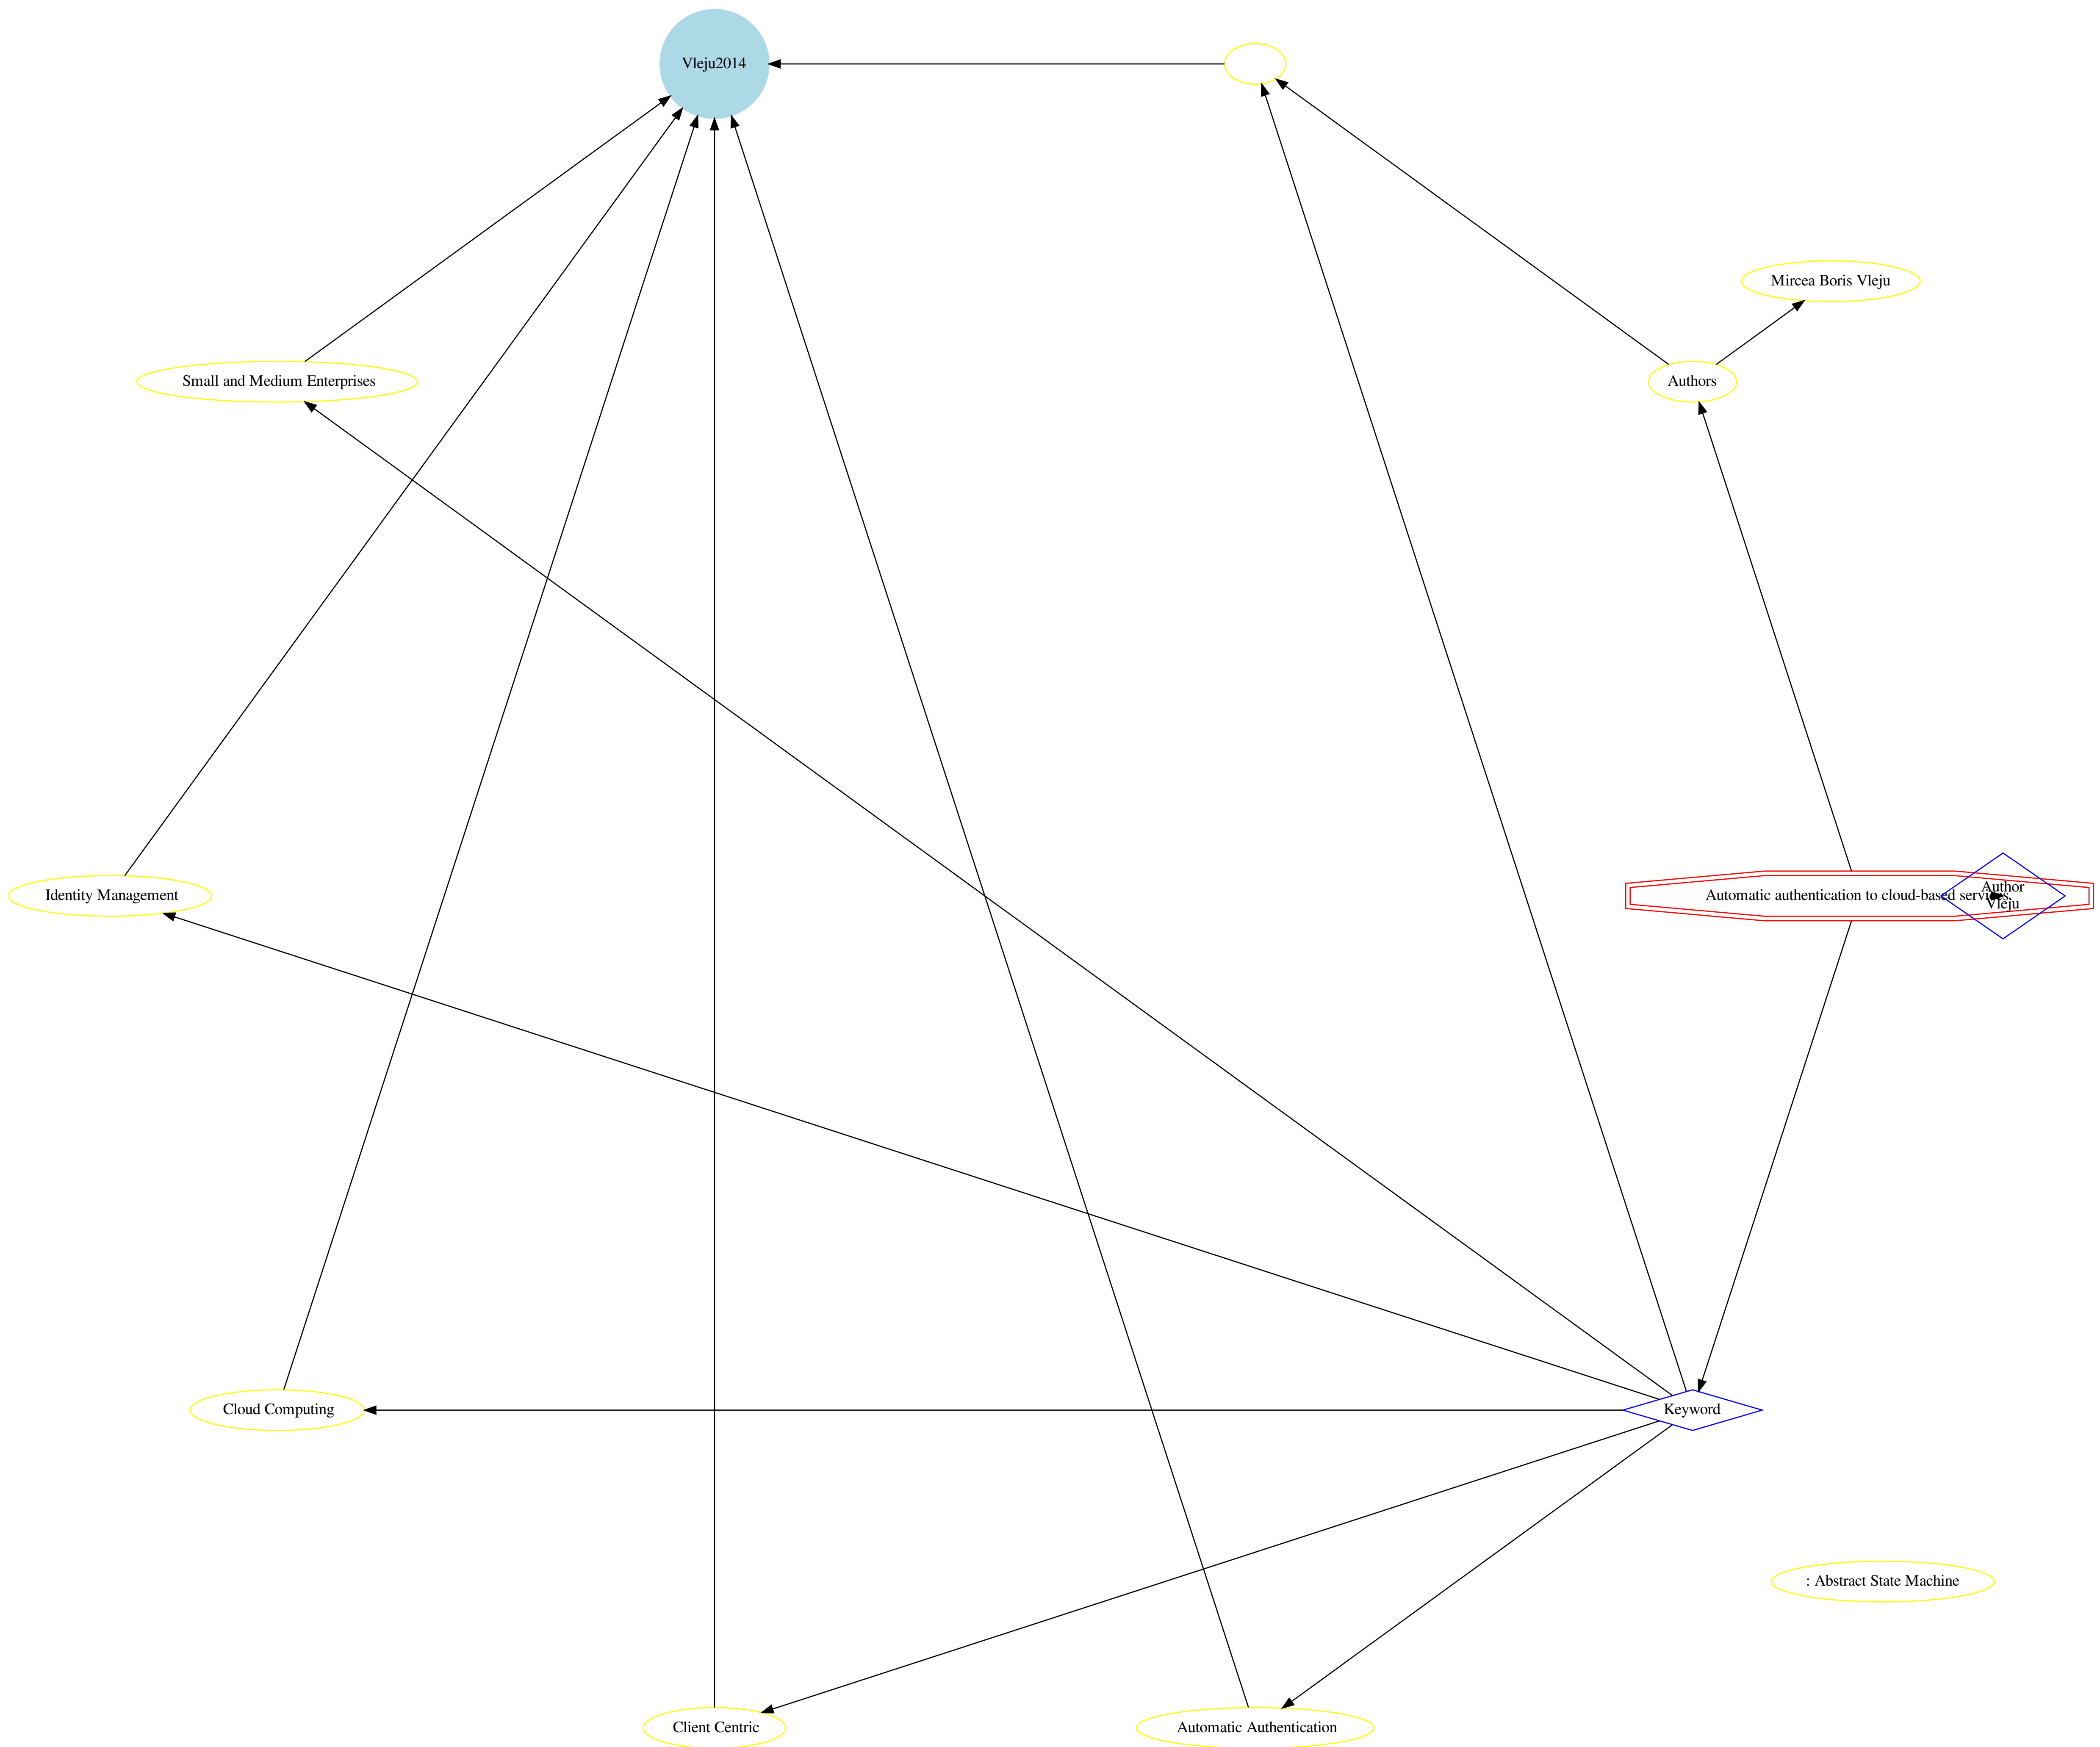 Vleju2014
Mircea Boris Vleju
Small and Medium Enterprises
Authors
Identity Management
Automatic authentication to cloud-based services.
Author
Vleju
Cloud Computing
Keyword
: Abstract State Machine
Client Centric
Automatic Authentication